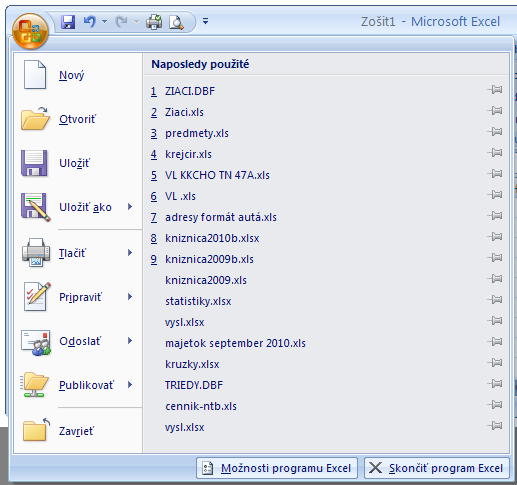 Zošit1 - Microsoft Excel
Nový
Otvoriť
Uložiť
Uložiť ako
Tlačiť
Pripraviť
Odoslať
Publikovať
Zavrieť
Naposledy použité
1 ZIACI.DBF
2 Ziaci.xls
3 predmety.xls
4 krejcir.xls
5 VL KKCHO TN 47A.xls
6 VL .xls
7 adresy formát autá.xls
8 kniznica2010b.xlsx
9 kniznica2009b.xls
kniznica2009.xls
statistiky.xlsx
vysl.xlsx
majetok september 2010.xls
kruzky.xlsx
TRIEDY.DBF
cennik-ntb.xls
vysl.xlsx
Možnosti programu Excel
Skončiť program Excel